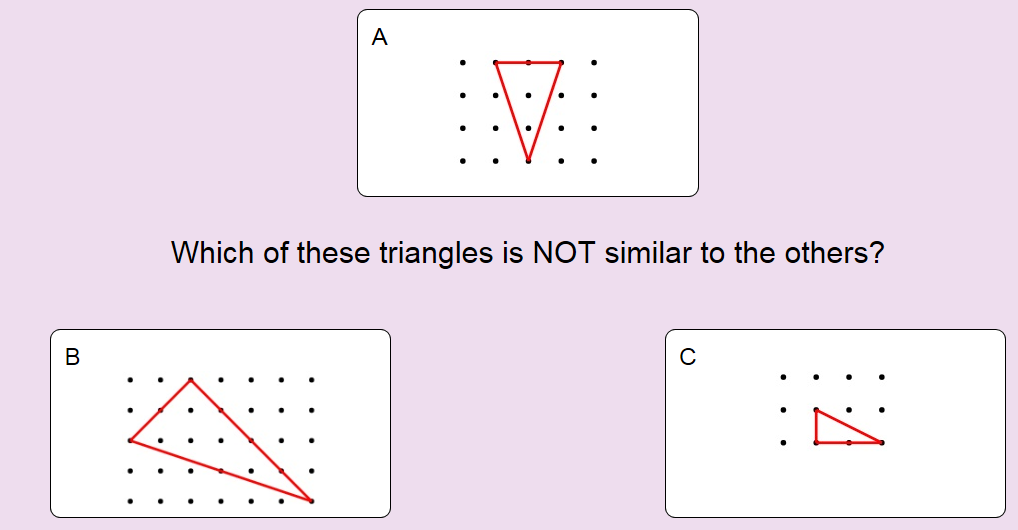 A
Which of these triangles is NOT similar to the others?
B
C